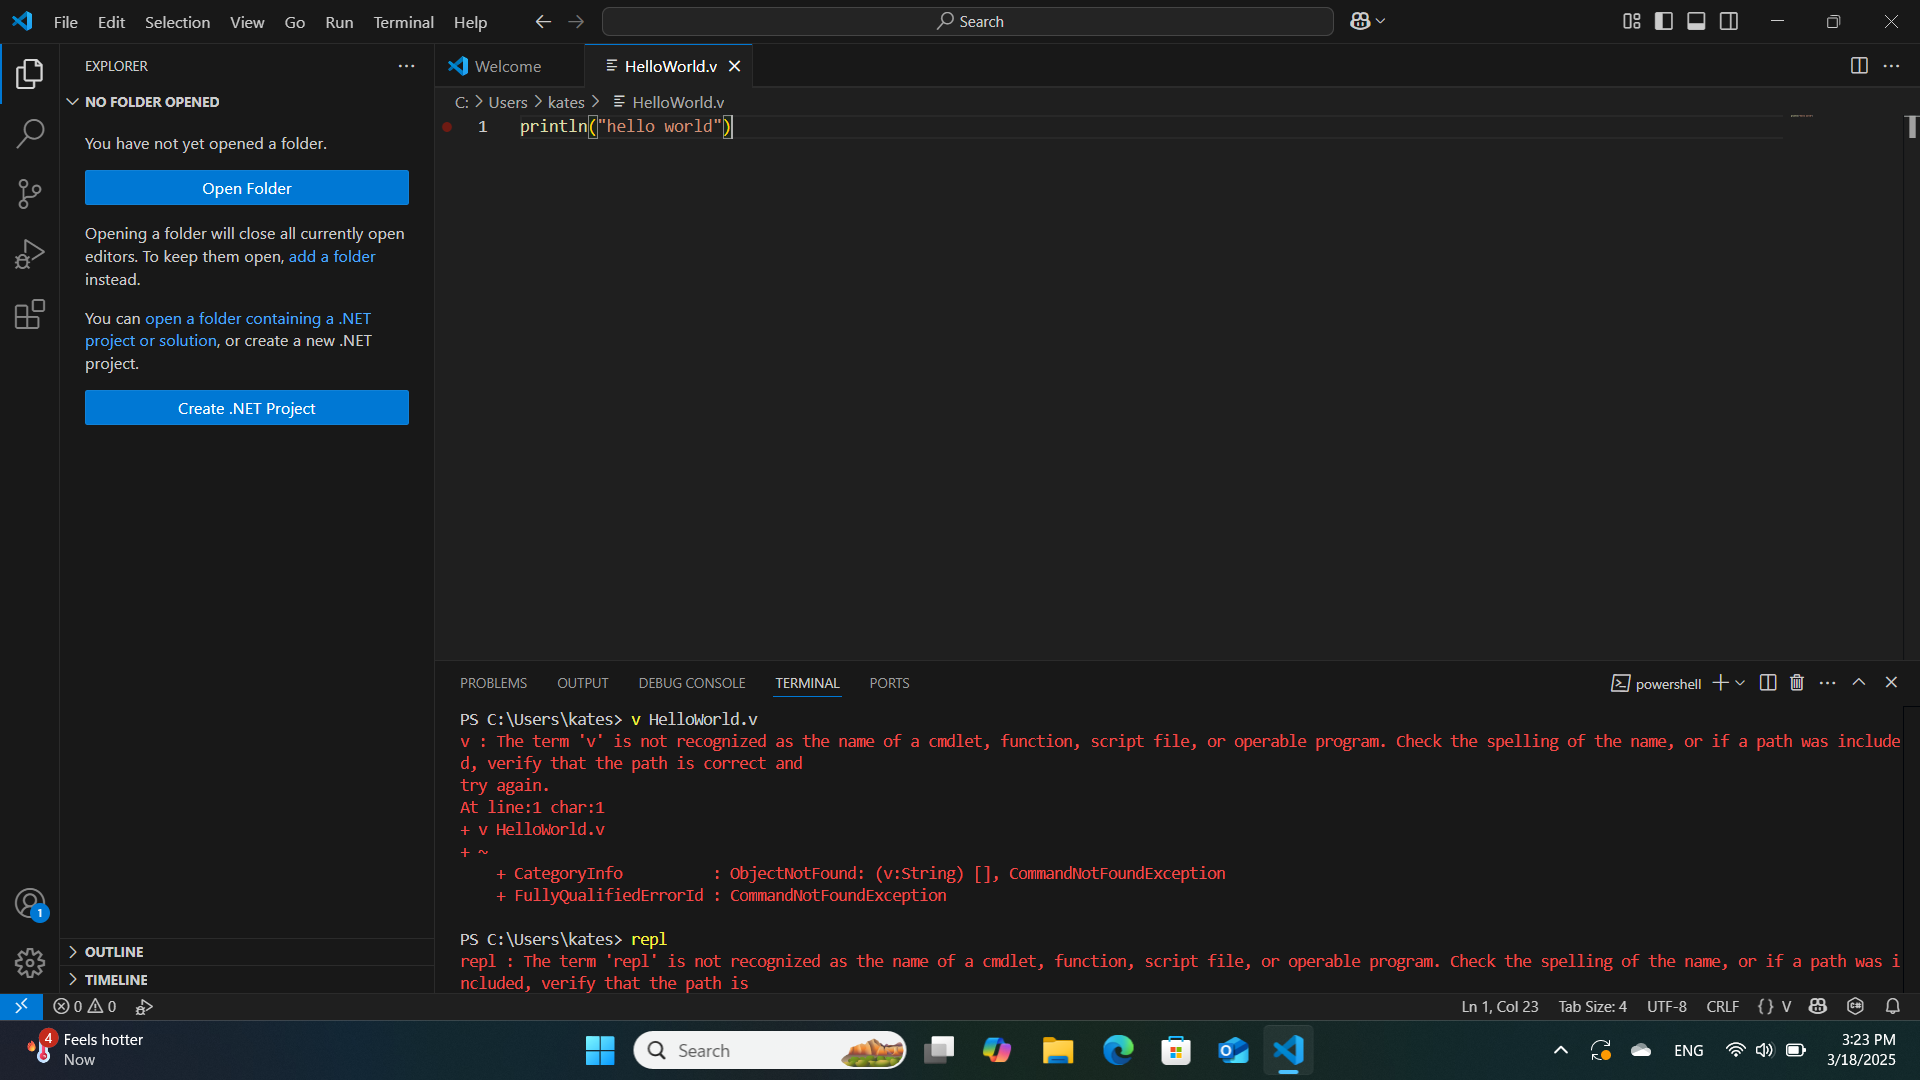 File Edit Selection View Go Run Terminal Help
Search
EXPLORER
NO FOLDER OPENED
You have not yet opened a folder.
Open Folder
Opening a folder will close all currently open
editors. To keep them open, add a folder
instead.
You can open a folder containing a .NET
project or solution, or create a new .NET
project.
Create .NET Project
OUTLINE
TIMELINE
1
Welcome
HelloWorld.v
C: > Users > kates > HelloWorld.v
1 println("hello world")
PROBLEMS OUTPUT DEBUG CONSOLE TERMINAL PORTS
powershell
PS C:\Users\kates> v HelloWorld.v
v : The term 'v' is not recognized as the name of a cmdlet, function, script file, or operable program. Check the spelling of the name, or if a path was include
d, verify that the path is correct and
try again.
At line:1 char:1
+ v HelloWorld.v
+ ~
    + CategoryInfo          : ObjectNotFound: (v:String) [], CommandNotFoundException
    + FullyQualifiedErrorId : CommandNotFoundException
PS C:\Users\kates> repl
repl : The term 'repl' is not recognized as the name of a cmdlet, function, script file, or operable program. Check the spelling of the name, or if a path was i
ncluded, verify that the path is
0 0
Ln 1, Col 23 Tab Size: 4 UTF-8 CRLF {} V
4
Feels hotter
Now
Search
ENG
3:23 PM
3/18/2025